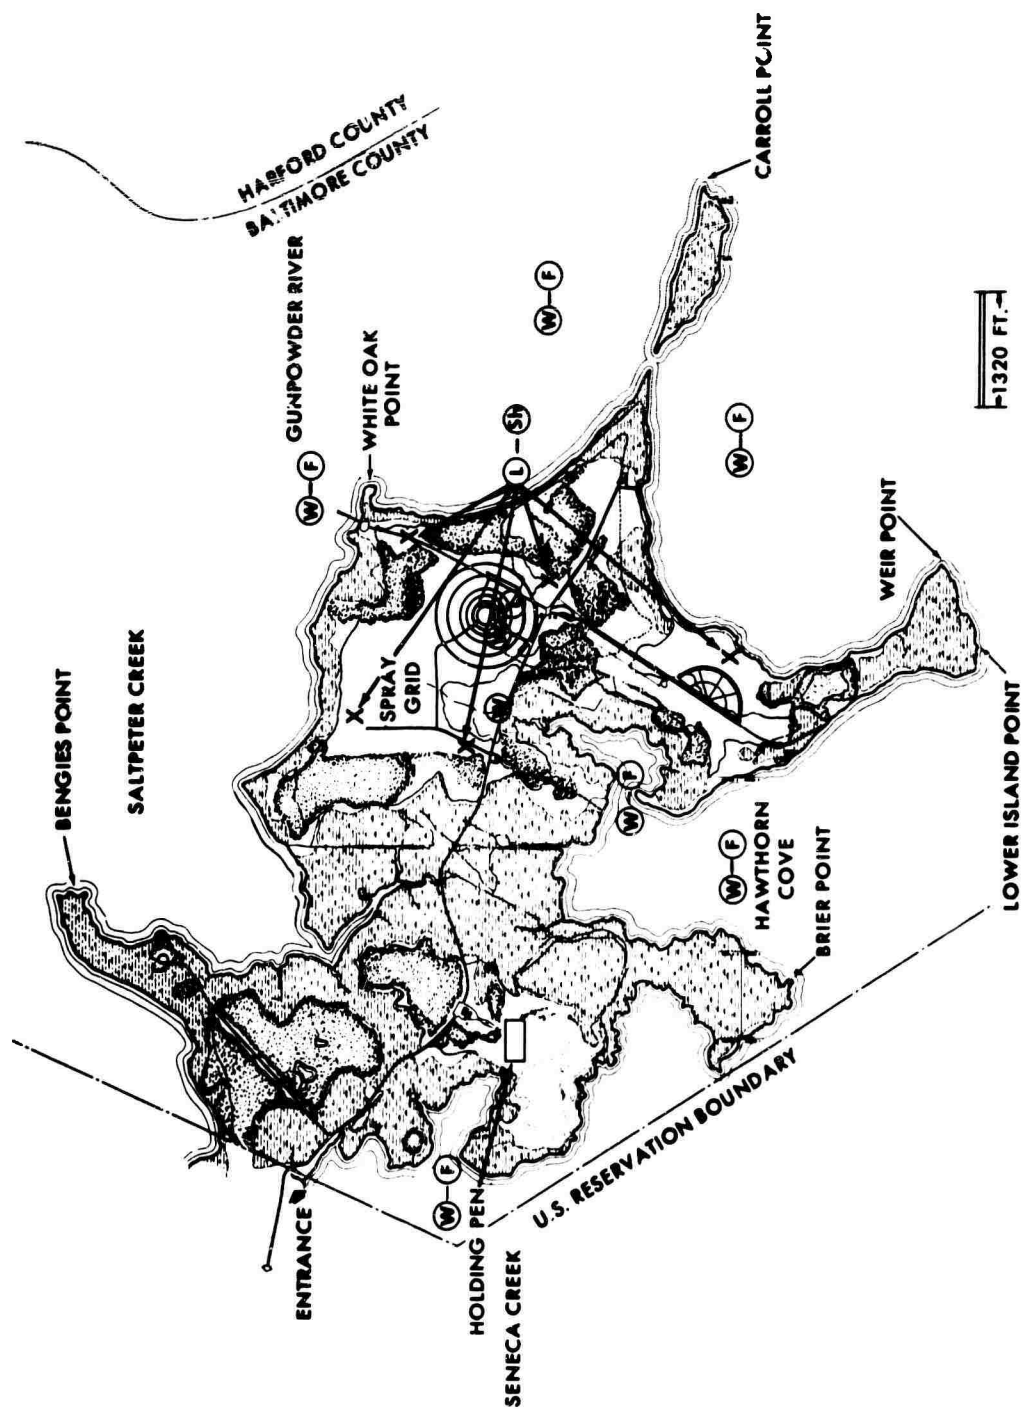 HARFORD COUNTY
BALTIMORE COUNTY
BENGIES POINT
SALTPETER CREEK
GUNPOWDER RIVER
W F
WHITE OAK
POINT
ENTRANCE
X
X
SPRAY
GRID
L Sh
W F
W F
HOLDING PEN
SENECA CREEK
X
W
X
W F
W F
CARROLL POINT
X
W F
HAWTHORN
COVE
BRIER POINT
U.S. RESERVATION BOUNDARY
WEIR POINT
LOWER ISLAND POINT
1320 FT.